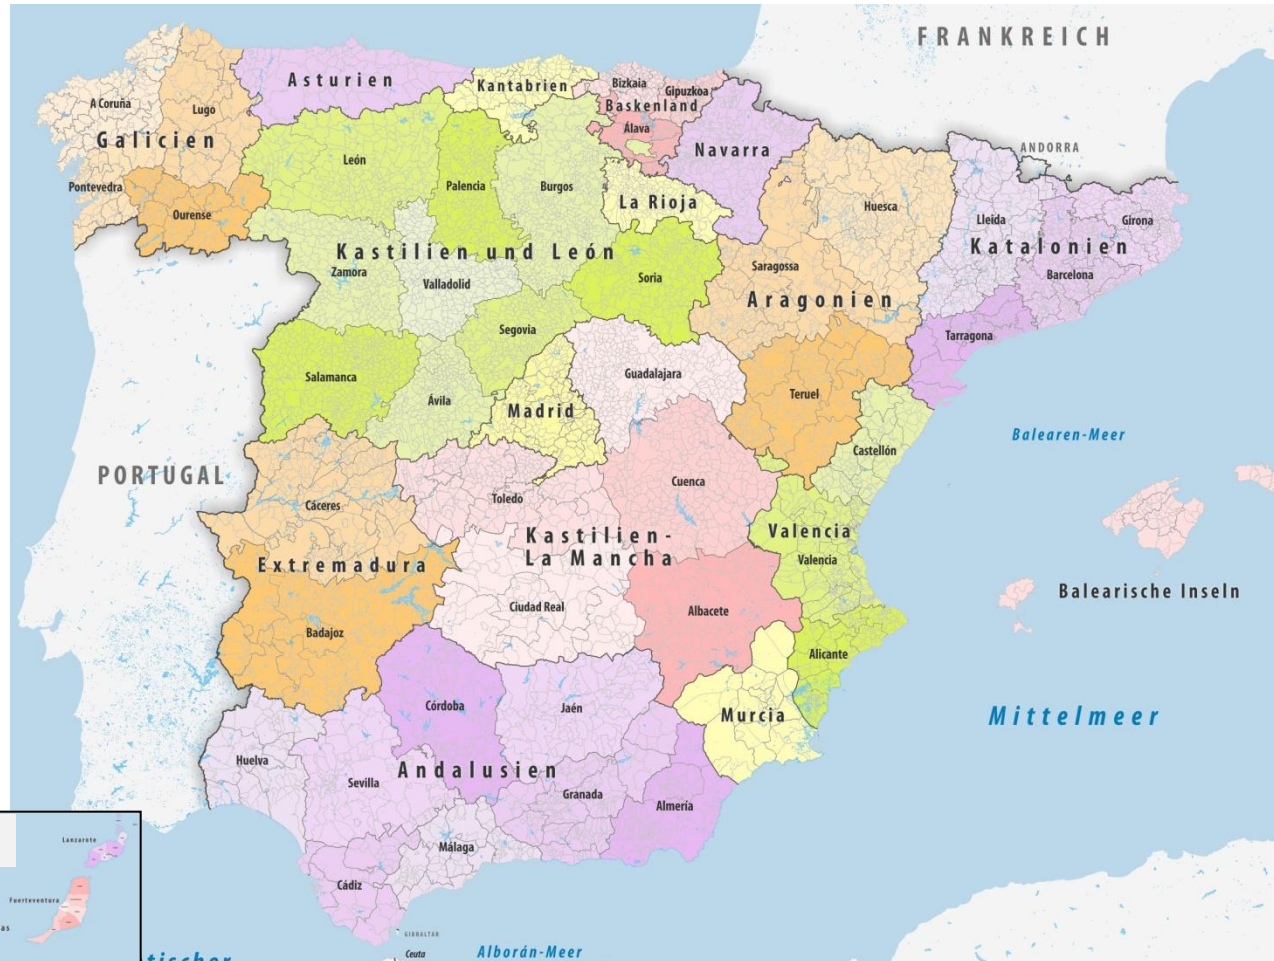 FRANKREICH
Asturien
Kantabrien
Bizkaia
Gipuzkoa
Baskenland
A Coruña
Lugo
Álava
Galicien
Navarra
ANDORRA
León
Palencia
Burgos
Pontevedra
Ourense
La Rioja
Huesca
Lleida
Girona
Katalonien
Kastilien und León
Zamora
Valladolid
Soria
Saragossa
Barcelona
Aragonien
Segovia
Tarragona
Salamanca
Guadalajara
Ávila
Madrid
Teruel
Balearen-Meer
Castellón
PORTUGAL
Cáceres
Toledo
Cuenca
Kastilien-
La Mancha
Valencia
Valencia
Extremadura
Balearische Inseln
Ciudad Real
Albacete
Badajoz
Alicante
Córdoba
Jaén
Murcia
Mittelmeer
Huelva
Sevilla
Andalusien
Granada
Almería
Málaga
Cádiz
Lanzarote
Fuerteventura
as
GIBRALTAR
Ceuta
Alborán-Meer
tischer